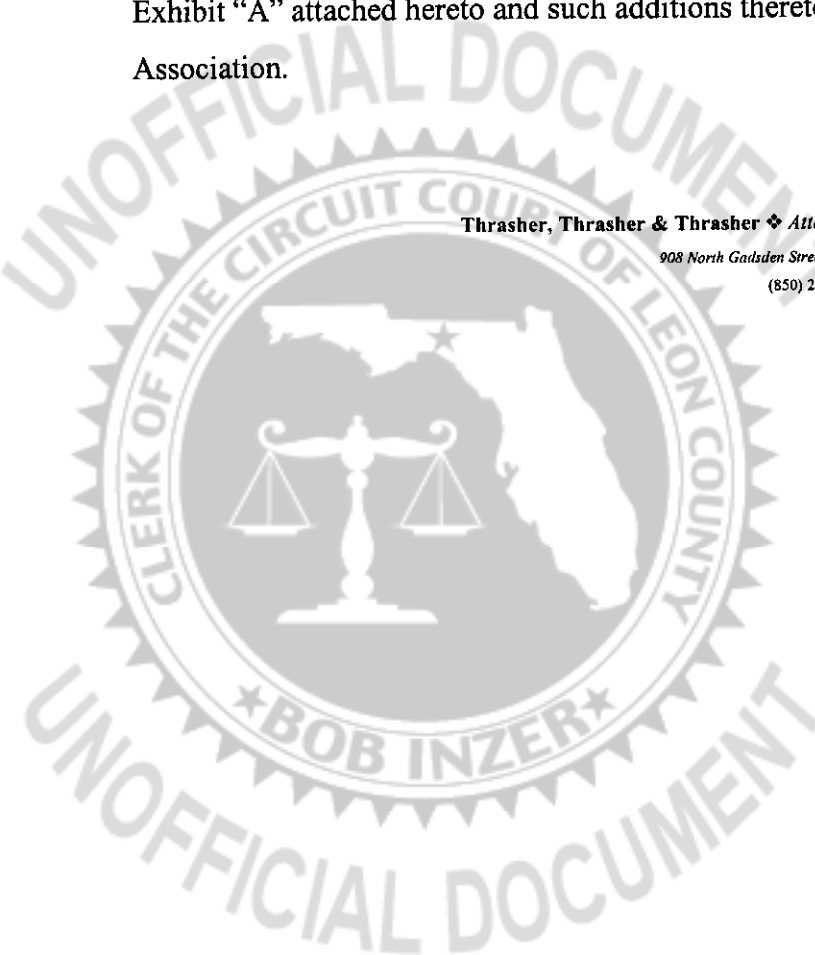 Exhibit “A” attached hereto and such additions thereto
Association.
UNOFFICIAL DOCUMENT
CLERK OF THE CIRCUIT COURT OF LEON COUNTY
Thrasher, Thrasher & Thrasher ❖
908 North Gadsden
(850) 2
★BOB INZER★
UNOFFICIAL DOCUMENT